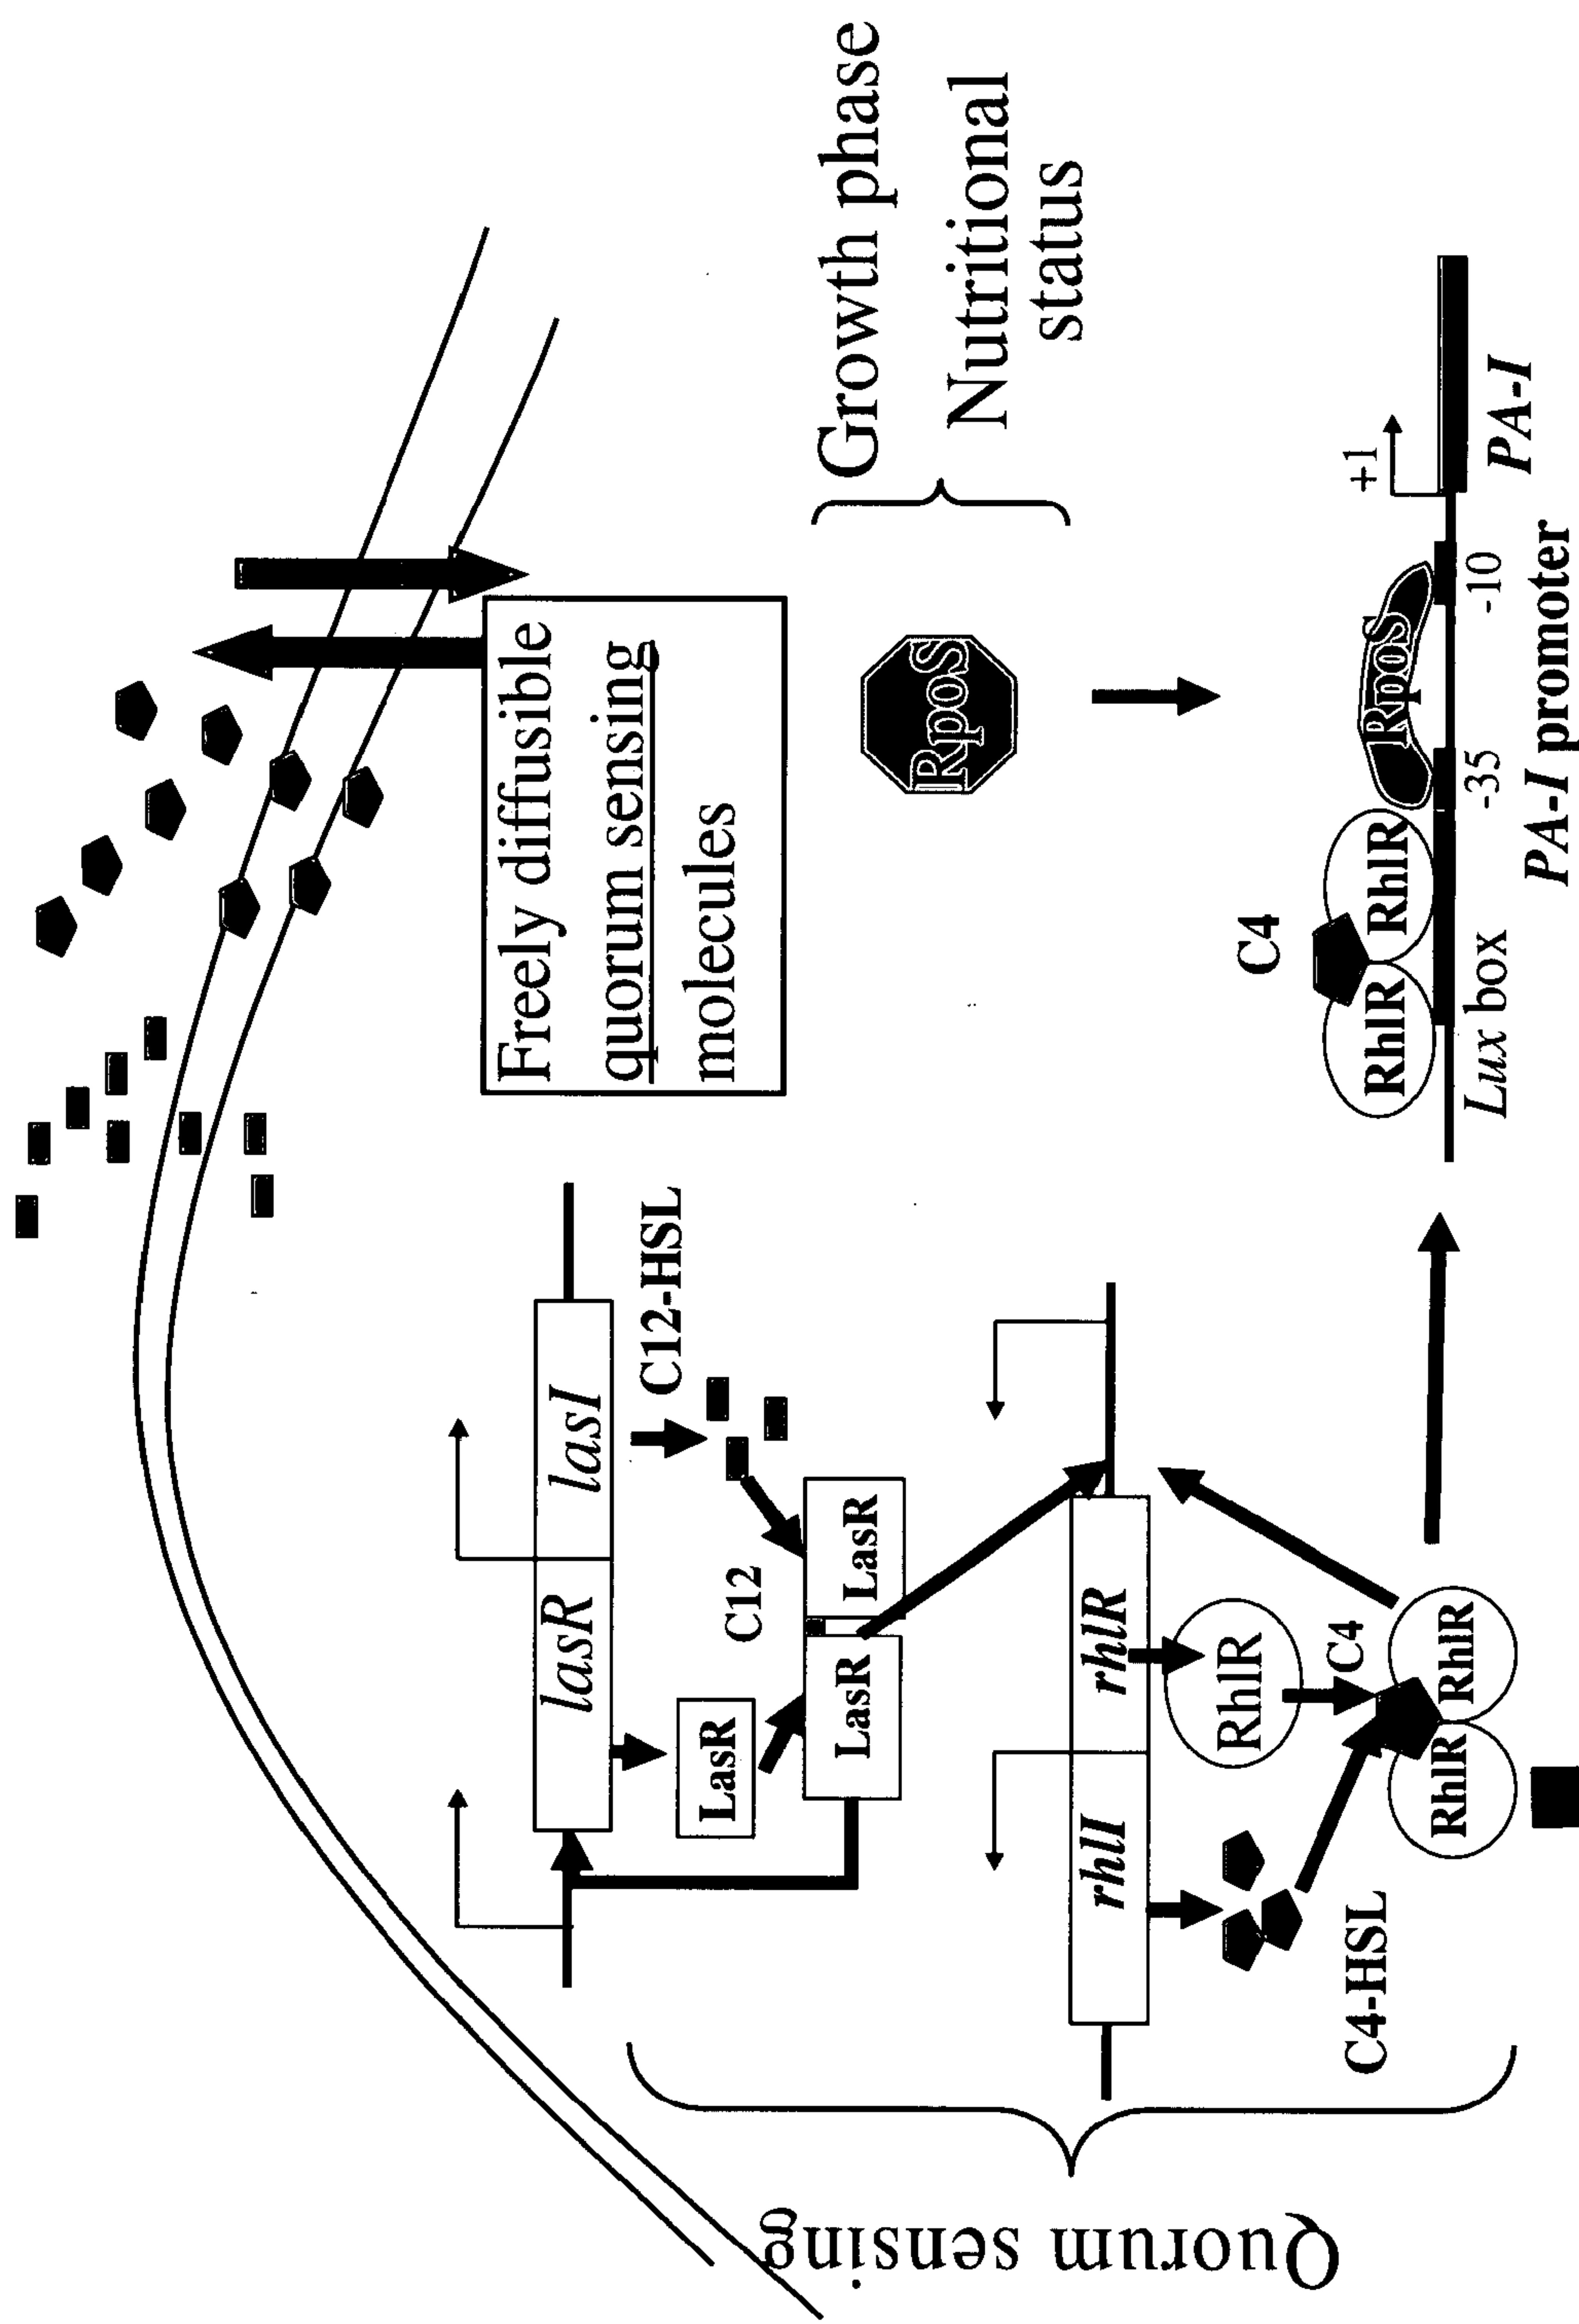 Quorum sensing
lasR
lasI
C12-HSL
LasR
C12
LasR
LasR
rhlI
rhlR
RhlR
C4-HSL
C4
RhlR
RhlR
Freely diffusible
quorum sensing
molecules
RpoS
Growth phase
Nutritional
status
C4
RhlR
RhlR
RpoS
+1
Lux box
-35
-10
PA-I promoter
PA-I